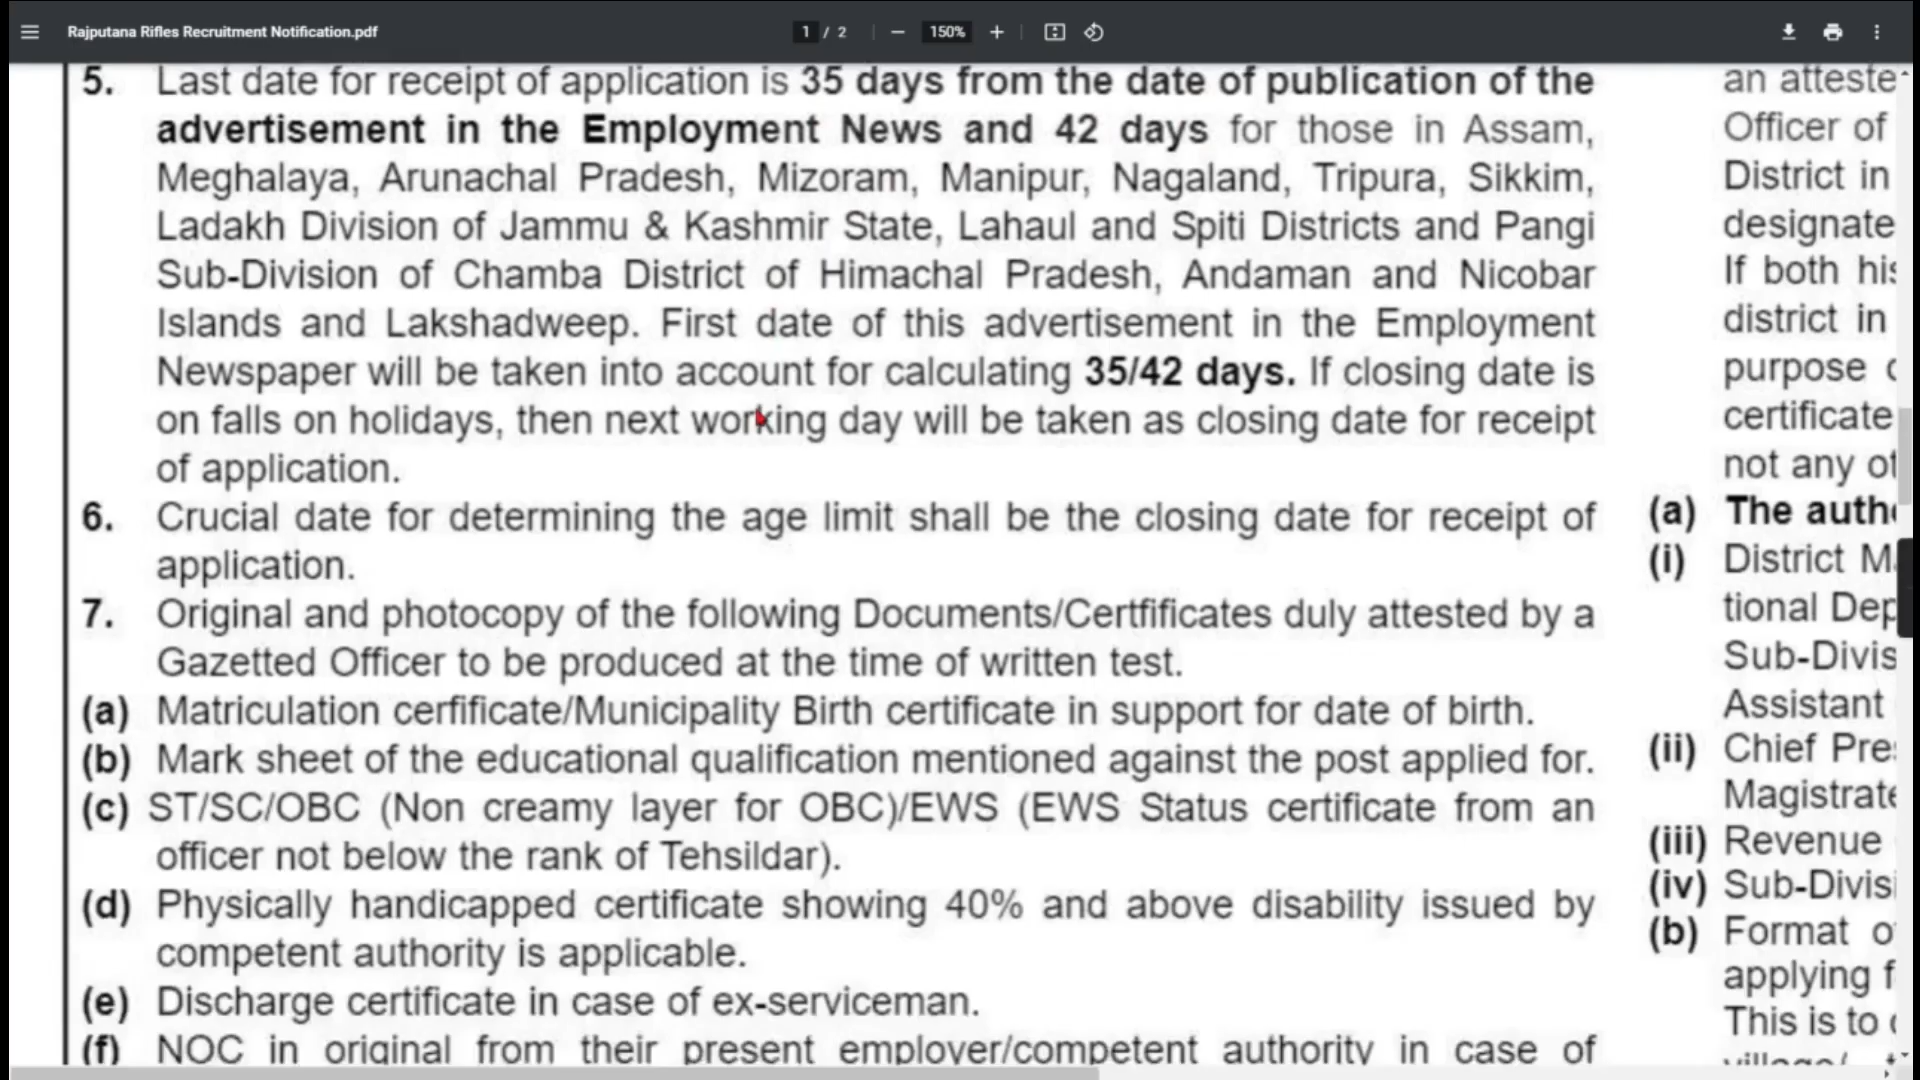 Rajputana Rifles Recruitment Notification.pdf
1 / 2
150%
5. Last date for receipt of application is 35 days from the date of publication of the
advertisement in the Employment News and 42 days for those in Assam,
Meghalaya, Arunachal Pradesh, Mizoram, Manipur, Nagaland, Tripura, Sikkim,
Ladakh Division of Jammu & Kashmir State, Lahaul and Spiti Districts and Pangi
Sub-Division of Chamba District of Himachal Pradesh, Andaman and Nicobar
Islands and Lakshadweep. First date of this advertisement in the Employment
Newspaper will be taken into account for calculating 35/42 days. If closing date is
on falls on holidays, then next working day will be taken as closing date for receipt
of application.
6. Crucial date for determining the age limit shall be the closing date for receipt of
application.
7. Original and photocopy of the following Documents/Certfificates duly attested by a
Gazetted Officer to be produced at the time of written test.
(a) Matriculation cerfificate/Municipality Birth certificate in support for date of birth.
(b) Mark sheet of the educational qualification mentioned against the post applied for.
(c) ST/SC/OBC (Non creamy layer for OBC)/EWS (EWS Status certificate from an
officer not below the rank of Tehsildar).
(d) Physically handicapped certificate showing 40% and above disability issued by
competent authority is applicable.
(e) Discharge certificate in case of ex-serviceman.
(f) NOC in original from their present employer/competent authority in case of
an atteste
Officer of
District in
designate
If both his
district in
purpose
certificate
not any ot
(a) The autho
(i) District M
tional Dep
Sub-Divis
Assistant
(ii) Chief Pres
Magistrate
(iii) Revenue
(iv) Sub-Divisi
(b) Format o
applying f
This is to
village/